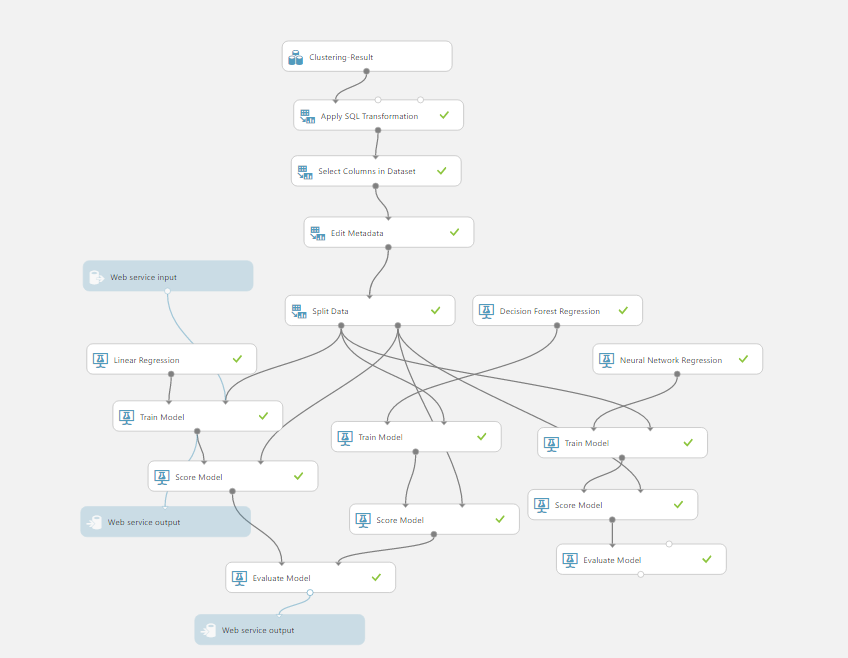 Clustering-Result
Apply SQL Transformation
Select Columns in Dataset
Edit Metadata
Web service input
Split Data
Decision Forest Regression
Linear Regression
Neural Network Regression
Train Model
Train Model
Train Model
Score Model
Score Model
Web service output
Score Model
Evaluate Model
Evaluate Model
Web service output